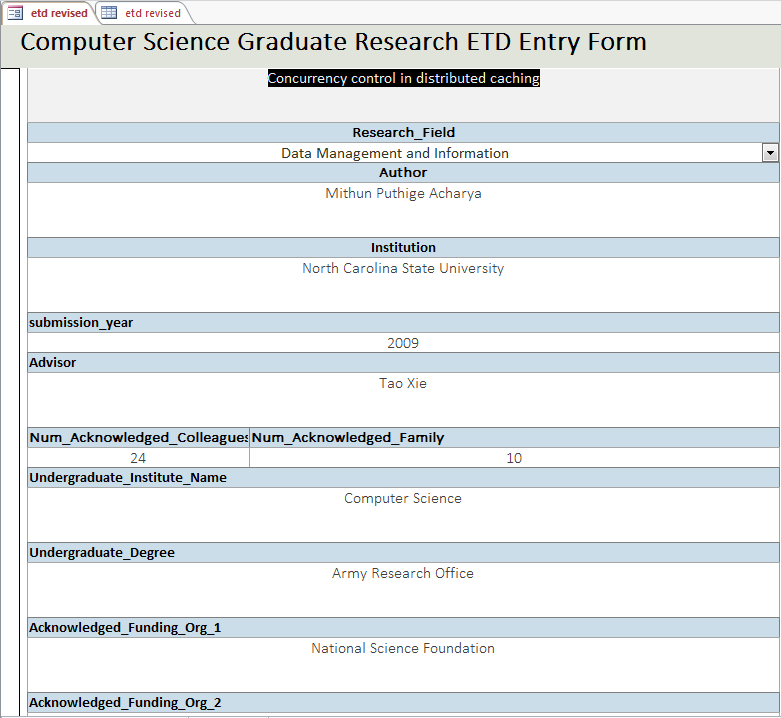 etd revised etd revised
Computer Science Graduate Research ETD Entry Form
Concurrency control in distributed caching
Research_Field
Data Management and Information
Author
Mithun Puthige Acharya
Institution
North Carolina State University
submission_year
2009
Advisor
Tao Xie
Num_Acknowledged_Colleagues Num_Acknowledged_Family
24 10
Undergraduate_Institute_Name
Computer Science
Undergraduate_Degree
Army Research Office
Acknowledged_Funding_Org_1
National Science Foundation
Acknowledged_Funding_Org_2